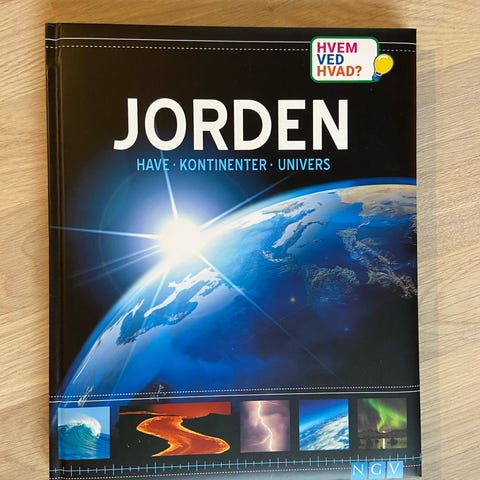 HVEM
VED
HVAD?
JORDEN
HAVE · KONTINENTER · UNIVERS
NGV